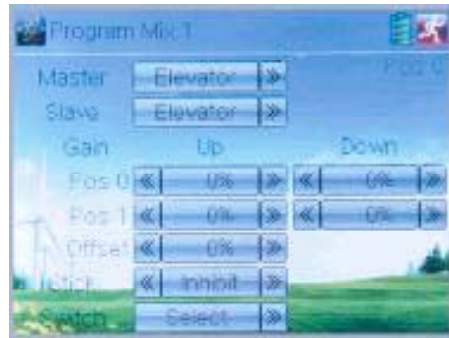 Program Mix 1
Pos 0
Master Elevator
Slave Elevator
Gain Up Down
Pos 0 0% 0%
Pos 1 0% 0%
Offset 0%
Stick Inhibit
Switch Select